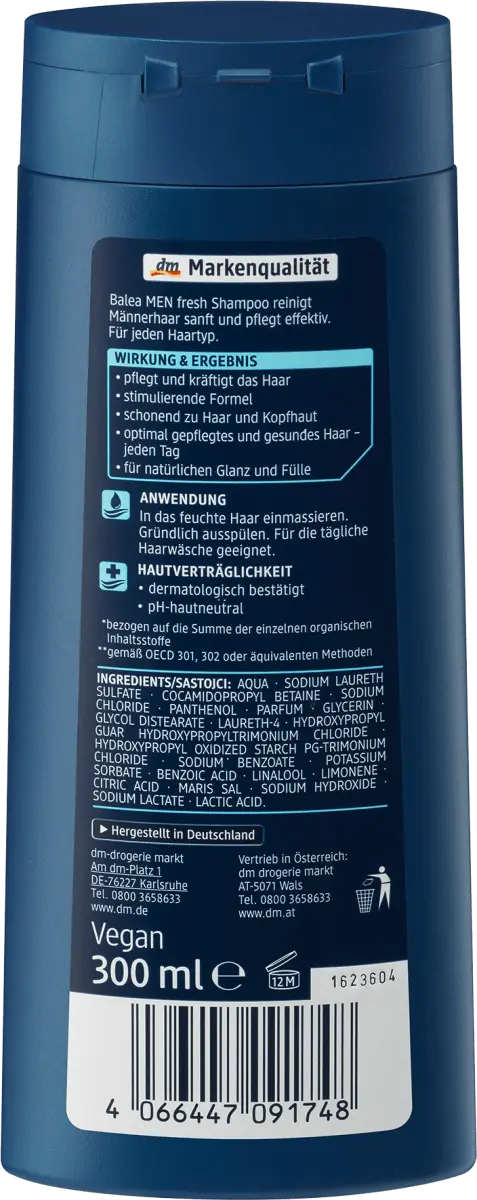 dm Markenqualität
Balea MEN fresh Shampoo reinigt
Männerhaar sanft und pflegt effektiv.
Für jeden Haartyp.
WIRKUNG & ERGEBNIS
• pflegt und kräftigt das Haar
• stimulierende Formel
• schonend zu Haar und Kopfhaut
• optimal gepflegtes und gesundes Haar –
jeden Tag
• für natürlichen Glanz und Fülle
ANWENDUNG
In das feuchte Haar einmassieren.
Gründlich ausspülen. Für die tägliche
Haarwäsche geeignet.
HAUTVERTRÄGLICHKEIT
• dermatologisch bestätigt
• pH-hautneutral
*bezogen auf die Summe der einzelnen organischen
Inhaltsstoffe
**gemäß OECD 301, 302 oder äquivalenten Methoden
INGREDIENTS/SASTOJCI: AQUA · SODIUM LAURETH
SULFATE · COCAMIDOPROPYL BETAINE · SODIUM
CHLORIDE · PANTHENOL · PARFUM · GLYCERIN ·
GLYCOL DISTEARATE · LAURETH-4 · HYDROXYPROPYL
GUAR HYDROXYPROPYLTRIMONIUM CHLORIDE ·
HYDROXYPROPYL OXIDIZED STARCH PG-TRIMONIUM
CHLORIDE · SODIUM BENZOATE · POTASSIUM
SORBATE · BENZOIC ACID · LINALOOL · LIMONENE ·
CITRIC ACID · MARIS SAL · SODIUM HYDROXIDE ·
SODIUM LACTATE · LACTIC ACID.
Hergestellt in Deutschland
dm-drogerie markt
Am dm-Platz 1
DE-76227 Karlsruhe
Tel. 0800 3658633
www.dm.de
Vertrieb in Österreich:
dm drogerie markt
AT-5071 Wals
Tel. 0800 3658633
www.dm.at
Vegan
300 ml ℮
12 M
1623604
4 066447 091748